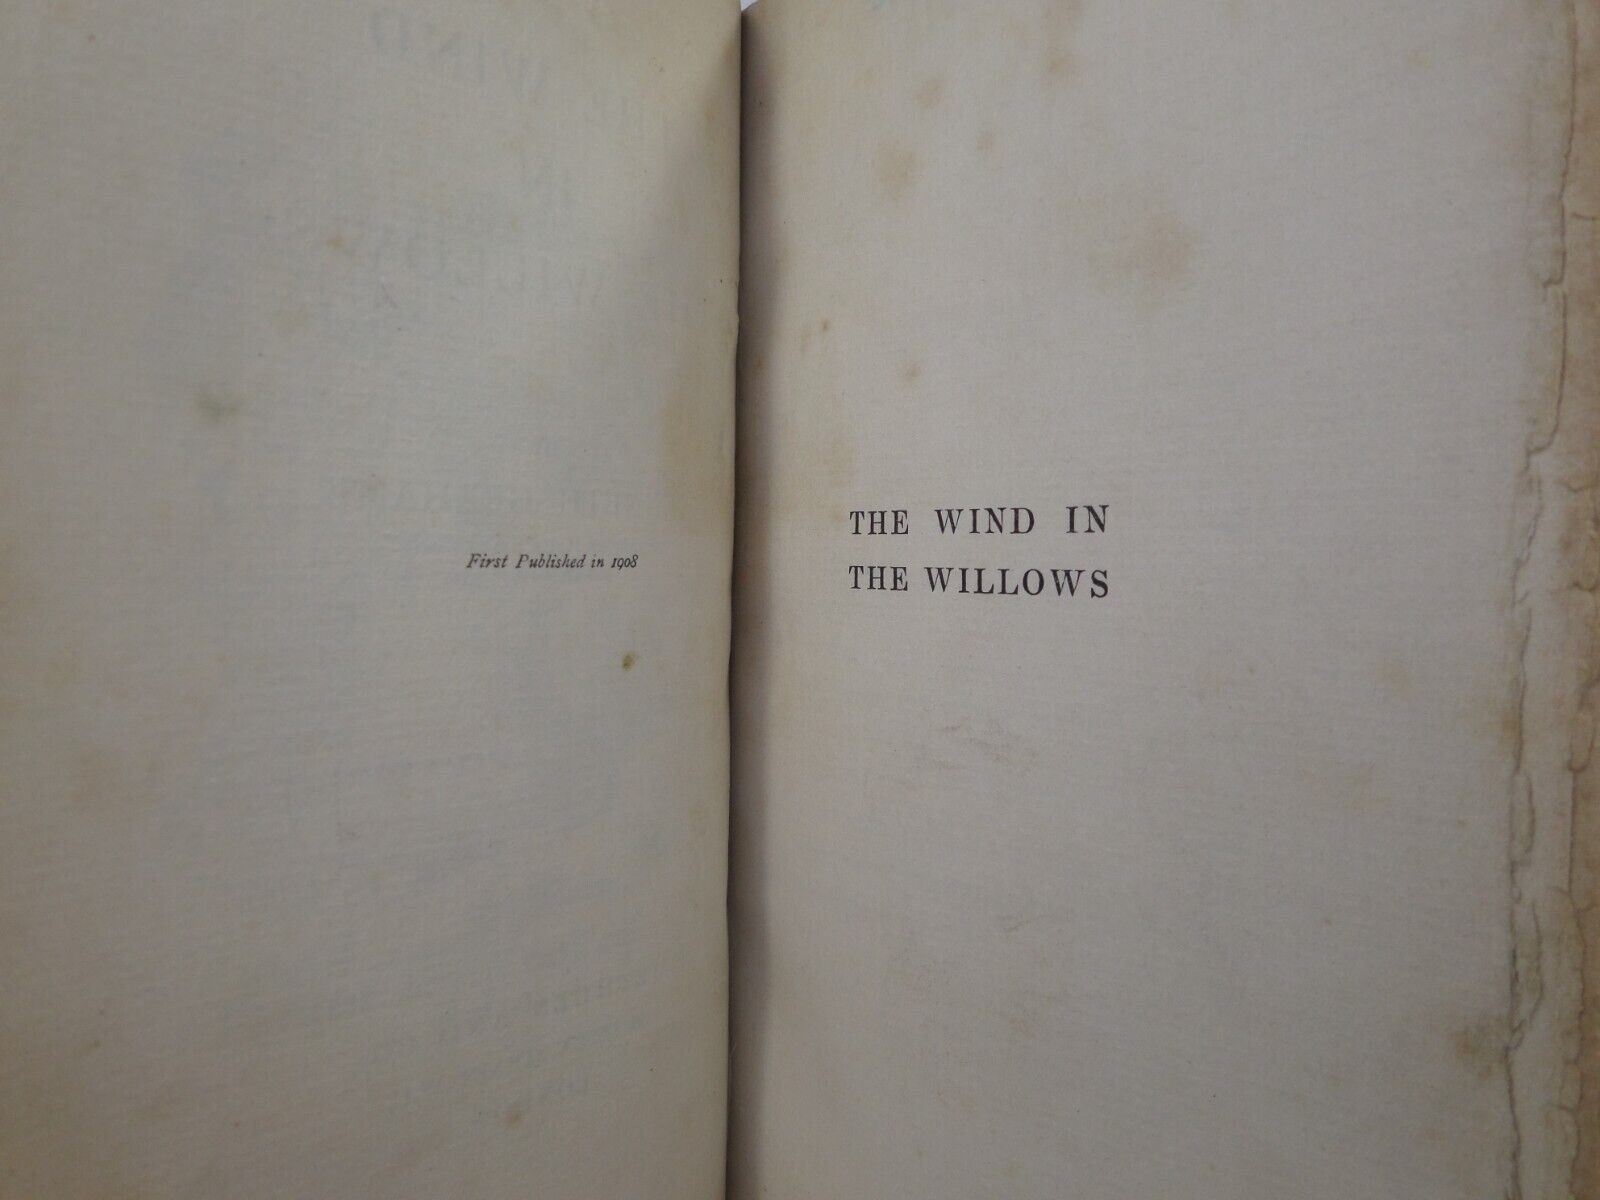 First Published in 1908
THE WIND IN
THE WILLOWS